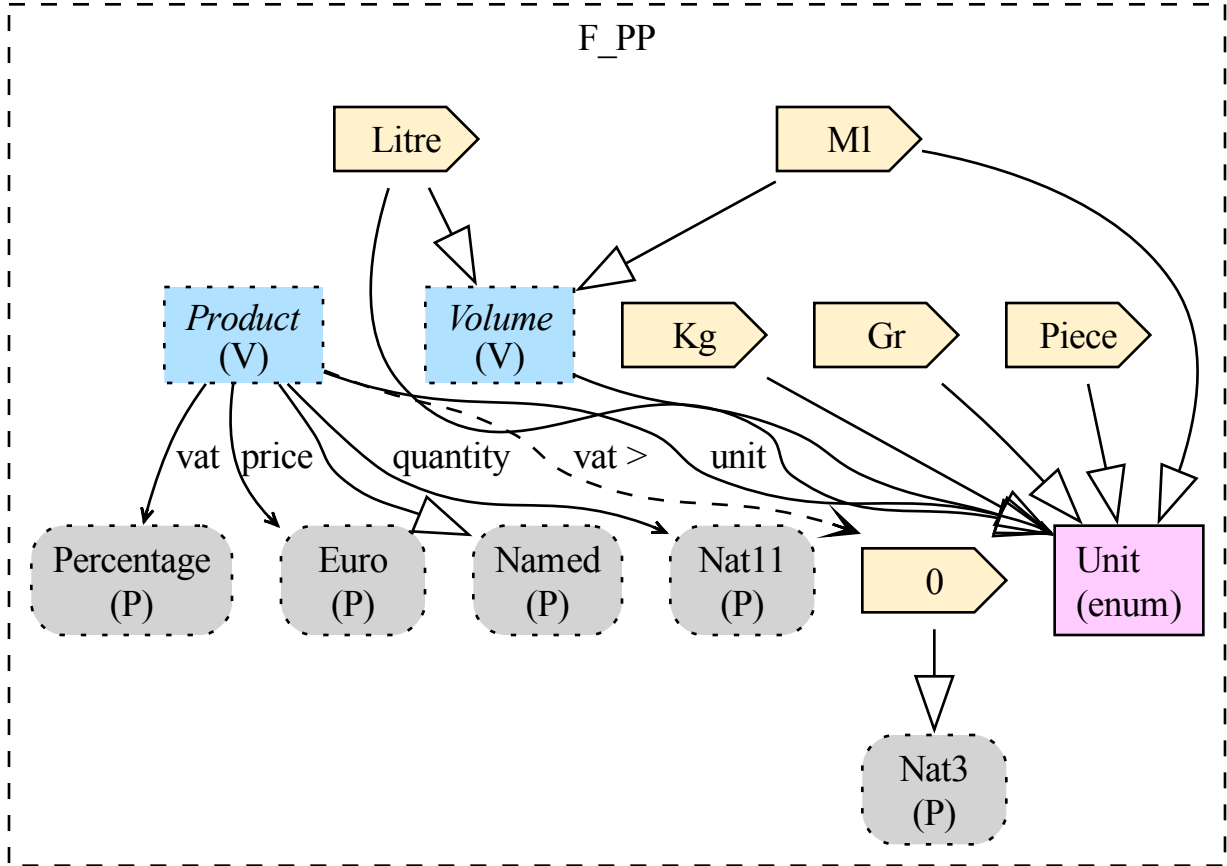 F_PP
Litre
Ml
Product
(V)
Volume
(V)
Kg
Gr
Piece
vat
price
quantity
vat >
unit
Percentage
(P)
Euro
(P)
Named
(P)
Nat11
(P)
0
Unit
(enum)
Nat3
(P)